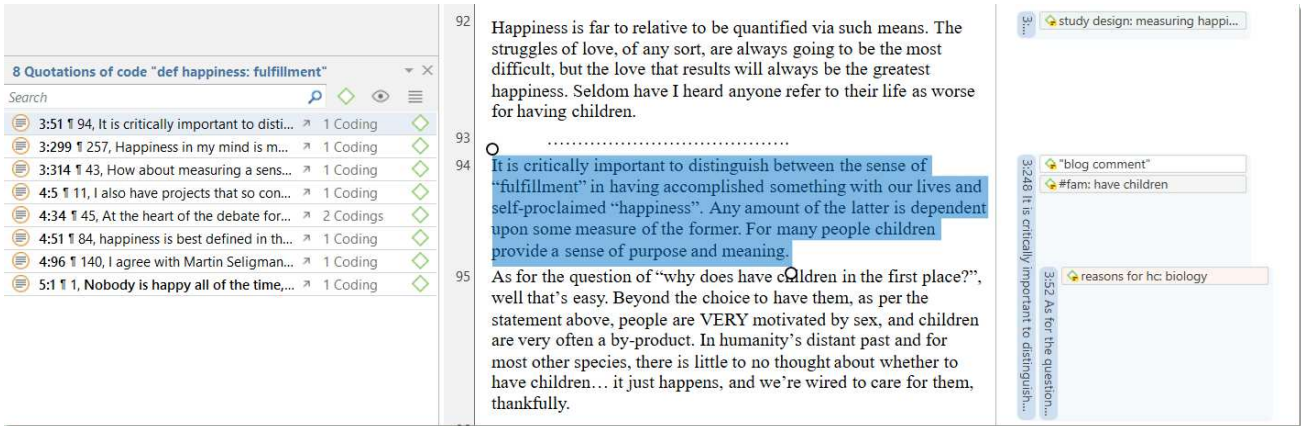 8 Quotations of code "def happiness: fulfillment"
Search
3:51 ¶ 94, It is critically important to disti... 1 Coding
3:299 ¶ 257, Happiness in my mind is m... 1 Coding
3:314 ¶ 43, How about measuring a sens... 1 Coding
4:5 ¶ 11, I also have projects that so con... 1 Coding
4:34 ¶ 45, At the heart of the debate for... 2 Codings
4:51 ¶ 84, happiness is best defined in th... 1 Coding
4:96 ¶ 140, I agree with Martin Seligman... 1 Coding
5:1 ¶ 1, Nobody is happy all of the time,... 1 Coding
92
Happiness is far to relative to be quantified via such means. The
struggles of love, of any sort, are always going to be the most
difficult, but the love that results will always be the greatest
happiness. Seldom have I heard anyone refer to their life as worse
for having children.
93
......................................
94
It is critically important to distinguish between the sense of
“fulfillment” in having accomplished something with our lives and
self-proclaimed “happiness”. Any amount of the latter is dependent
upon some measure of the former. For many people children
provide a sense of purpose and meaning.
95
As for the question of “why does have children in the first place?”,
well that’s easy. Beyond the choice to have them, as per the
statement above, people are VERY motivated by sex, and children
are very often a by-product. In humanity’s distant past and for
most other species, there is little to no thought about whether to
have children… it just happens, and we’re wired to care for them,
thankfully.
3:...
study design: measuring happi...
3:248 It is critically important to distinguish...
"blog comment"
#fam: have children
3:52 As for the question...
reasons for hc: biology